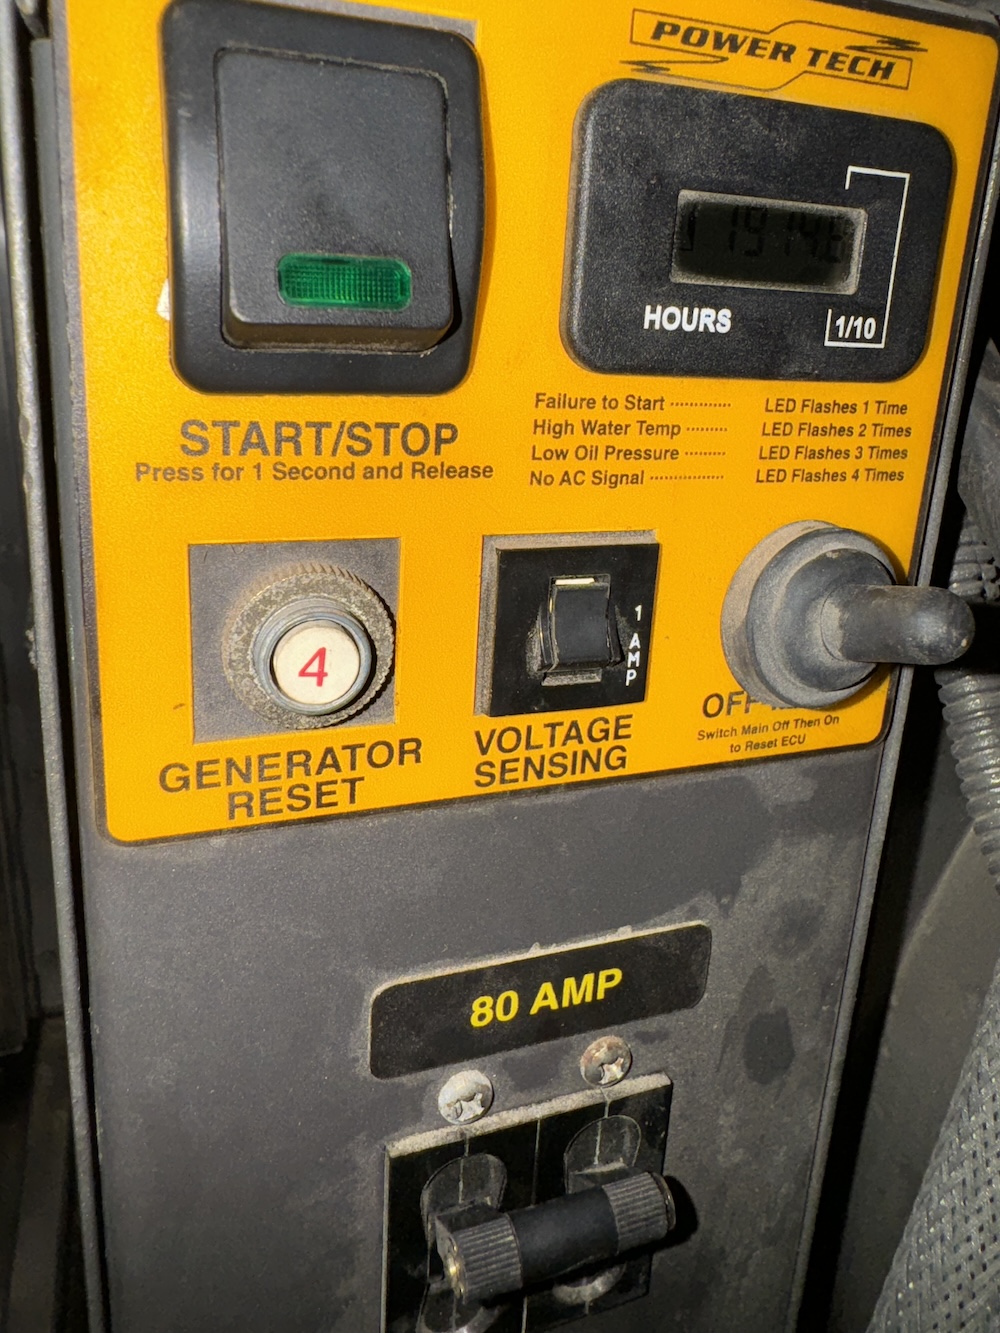 POWER TECH
HOURS
1/10
START/STOP
Press for 1 Second and Release
Failure to Start ············· LED Flashes 1 Time
High Water Temp ········· LED Flashes 2 Times
Low Oil Pressure ········· LED Flashes 3 Times
No AC Signal ················ LED Flashes 4 Times
4
GENERATOR
RESET
1 AMP
VOLTAGE
SENSING
Switch Main Off Then On
to Reset ECU
80 AMP